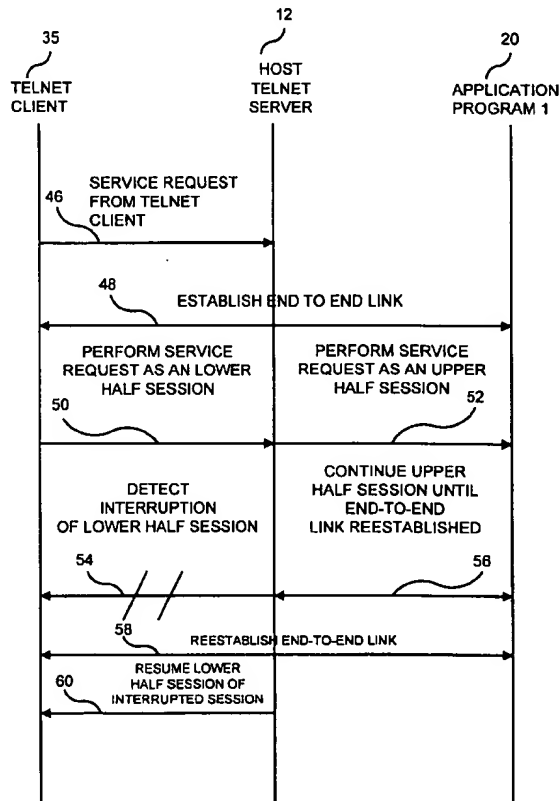 35
TELNET
CLIENT
12
HOST
TELNET
SERVER
20
APPLICATION
PROGRAM 1
SERVICE REQUEST
FROM TELNET
CLIENT
46
48
ESTABLISH END TO END LINK
PERFORM SERVICE
REQUEST AS AN LOWER
HALF SESSION
PERFORM SERVICE
REQUEST AS AN UPPER
HALF SESSION
50
52
DETECT
INTERRUPTION
OF LOWER HALF SESSION
CONTINUE UPPER
HALF SESSION UNTIL
END-TO-END
LINK REESTABLISHED
54
56
58
REESTABLISH END-TO-END LINK
RESUME LOWER
HALF SESSION OF
INTERRUPTED SESSION
60